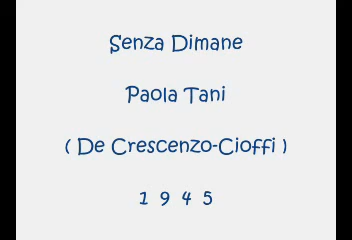 Senza Dimane
Paola Tani
( De Crescenzo-Cioffi )
1 9 4 5